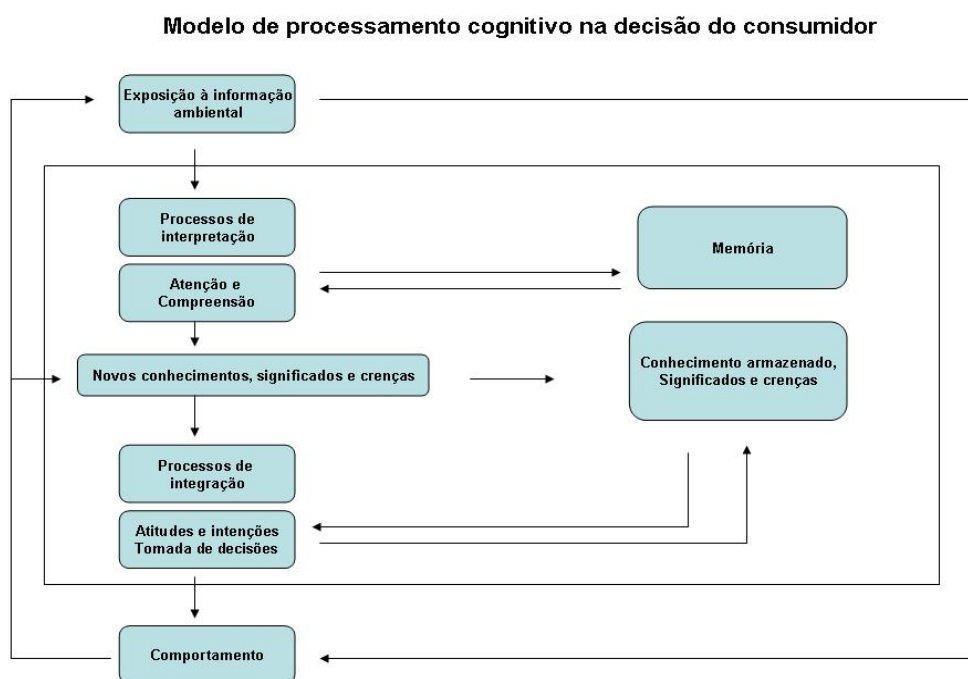 Modelo de processamento cognitivo na decisão do consumidor
Exposição à informação
ambiental
Processos de
interpretação
Memória
Atenção e
Compreensão
Novos conhecimentos, significados e crenças
Conhecimento armazenado,
Significados e crenças
Processos de
integração
Atitudes e intenções
Tomada de decisões
Comportamento